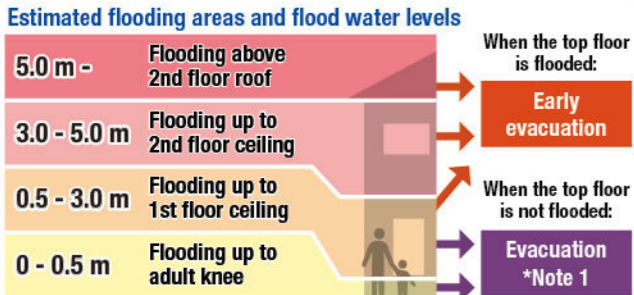 Estimated flooding areas and flood water levels
5.0 m -
Flooding above
2nd floor roof
3.0 - 5.0 m
Flooding up to
2nd floor ceiling
0.5 - 3.0 m
Flooding up to
1st floor ceiling
0 - 0.5 m
Flooding up to
adult knee
When the top floor
is flooded:
Early
evacuation
When the top floor
is not flooded:
Evacuation
*Note 1